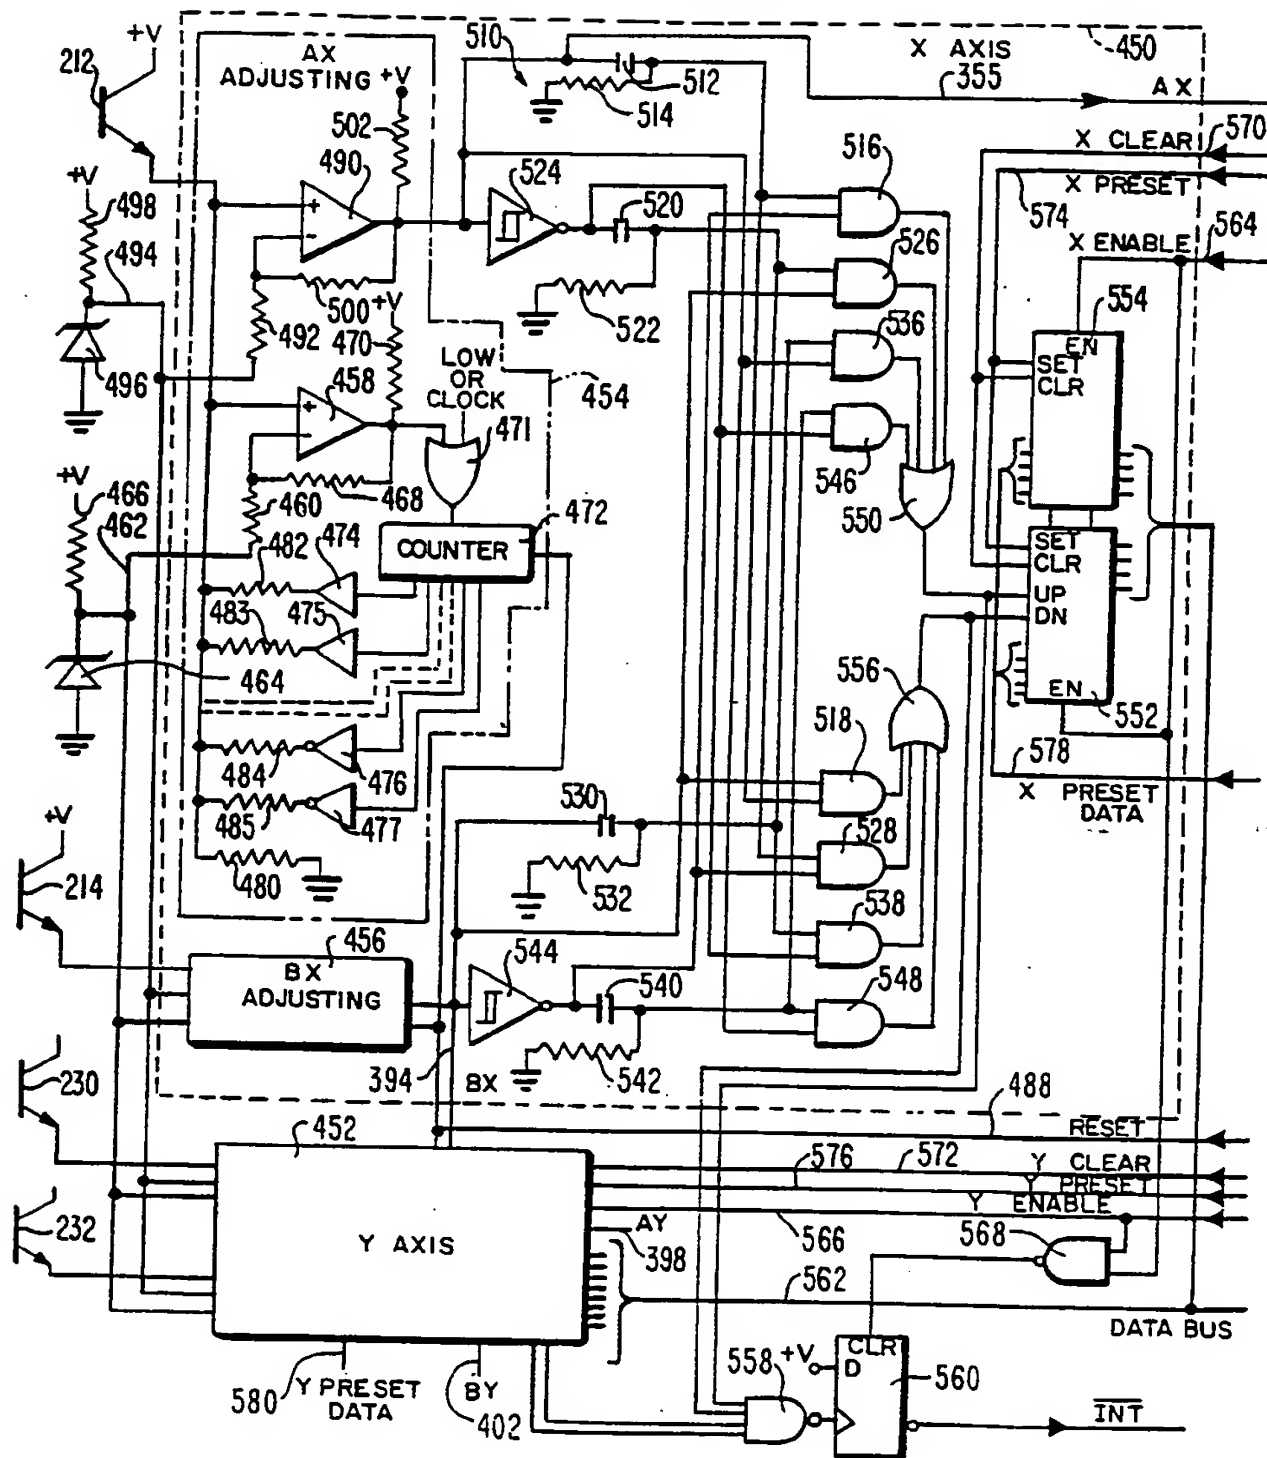 +V
510
X AXIS
450
212
AX
ADJUSTING
+V
512
355
AX
514
570
+V
502
490
516
X CLEAR
498
524
520
X PRESET
494
574
+
-
526
X ENABLE
564
500
+V
522
554
492
470
536
EN
SET
CLR
496
458
LOW
OR
CLOCK
454
+
-
471
546
+V
466
468
550
462
460
472
482
474
COUNTER
SET
CLR
483
475
UP
DN
556
464
EN
552
518
578
484
476
530
X PRESET
DATA
+V
485
477
528
214
480
532
538
456
544
540
548
BX
ADJUSTING
394
BX
542
488
230
452
RESET
576
572
Y CLEAR
Y PRESET
Y ENABLE
232
AY
566
568
Y AXIS
398
562
DATA BUS
558
+V
CLR
D
560
580
Y PRESET
DATA
BY
402
INT